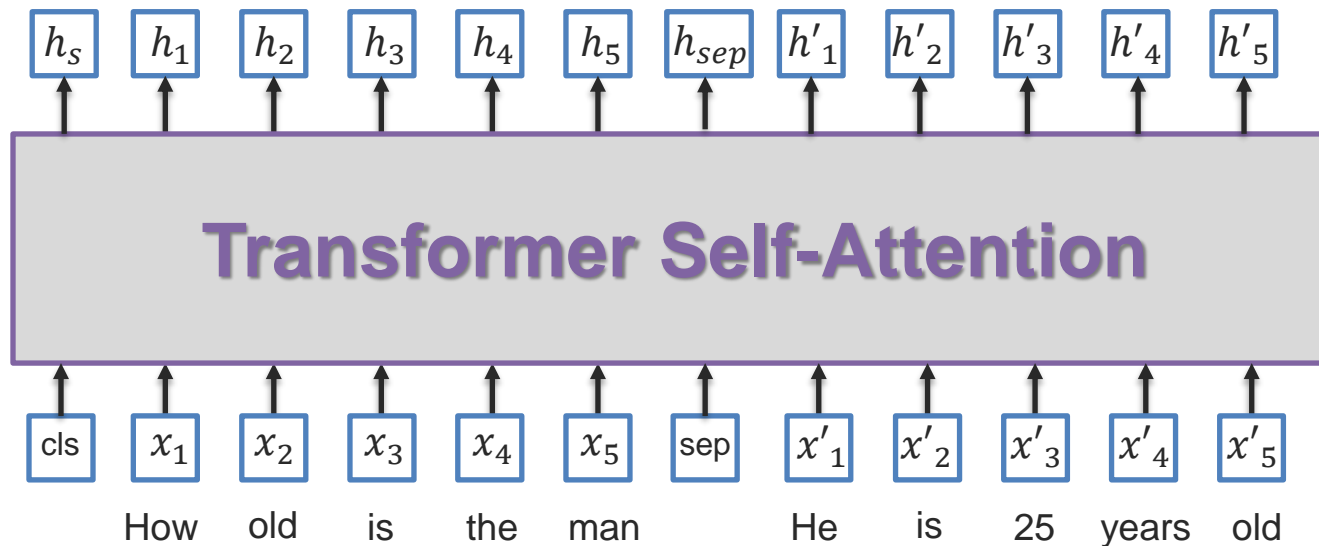 h_s h_1 h_2 h_3 h_4 h_5 h_sep h'_1 h'_2 h'_3 h'_4 h'_5
Transformer Self-Attention
cls x_1 x_2 x_3 x_4 x_5 sep x'_1 x'_2 x'_3 x'_4 x'_5
How old is the man He is 25 years old